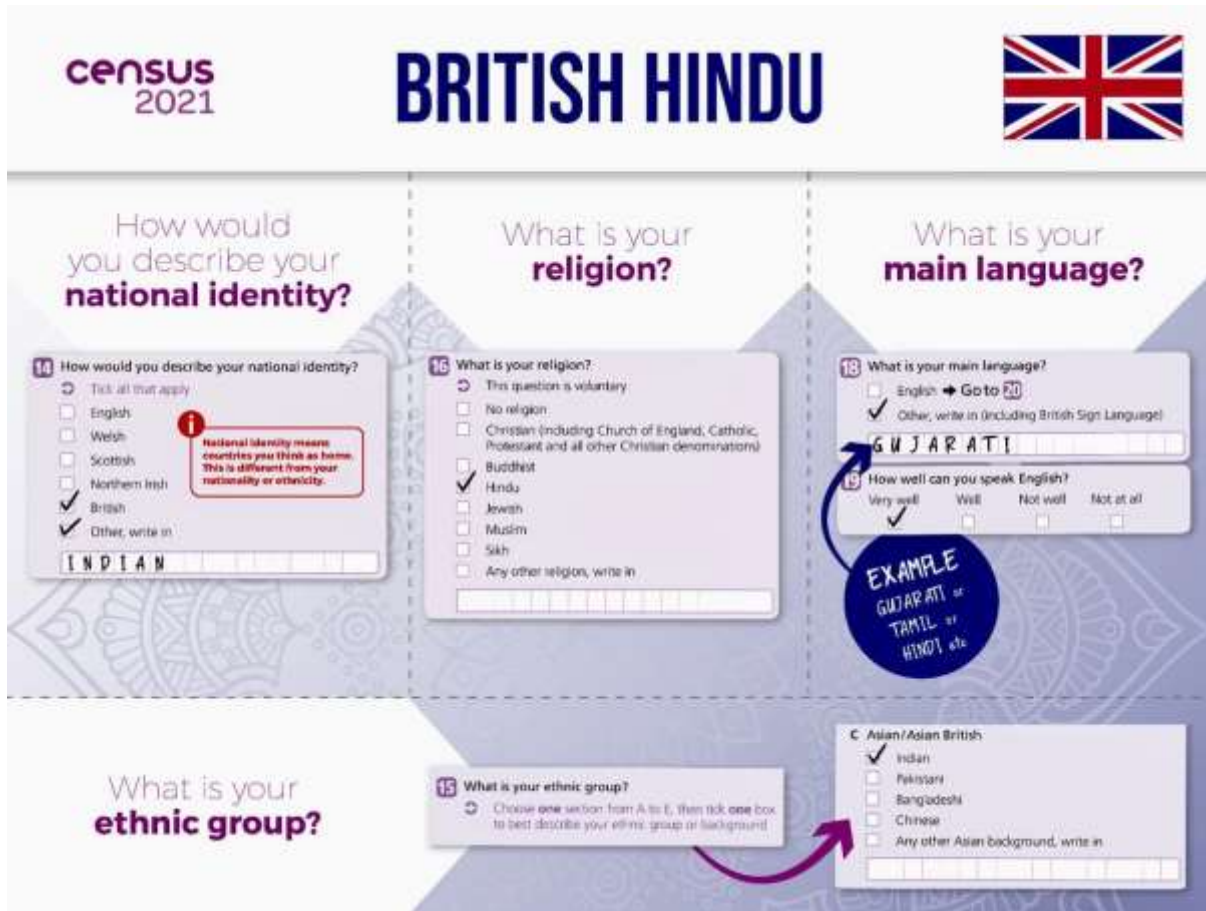 census
2021
BRITISH HINDU
How would
you describe your
national identity?
14 How would you describe your national identity?
Tick all that apply
English
Welsh
Scottish
Northern Irish
British
Other, write in
INDIAN
i
National identity means
countries you think as home.
This is different from your
nationality or ethnicity.
What is your
religion?
16 What is your religion?
This question is voluntary
No religion
Christian (including Church of England, Catholic,
Protestant and all other Christian denominations)
Buddhist
Hindu
Jewish
Muslim
Sikh
Any other religion, write in
What is your
main language?
18 What is your main language?
English → Go to 20
Other, write in (including British Sign Language)
GUJARATI
19 How well can you speak English?
Very well Well Not well Not at all
EXAMPLE
GUJARATI or
TAMIL or
HINDI etc
What is your
ethnic group?
15 What is your ethnic group?
Choose one section from A to E, then tick one box
to best describe your ethnic group or background
C Asian/Asian British
Indian
Pakistani
Bangladeshi
Chinese
Any other Asian background, write in